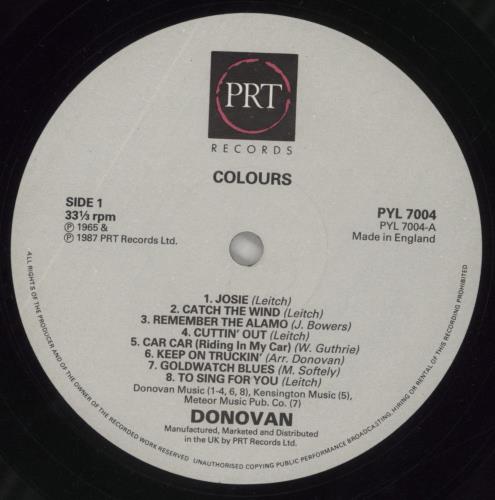 PRT
RECORDS
COLOURS
SIDE 1
33⅓ rpm
℗ 1965 &
℗ 1987 PRT Records Ltd.
PYL 7004
PYL 7004-A
Made in England
1. JOSIE (Leitch)
2. CATCH THE WIND (Leitch)
3. REMEMBER THE ALAMO (J. Bowers)
4. CUTTIN' OUT (Leitch)
5. CAR CAR (Riding In My Car) (W. Guthrie)
6. KEEP ON TRUCKIN' (Arr. Donovan)
7. GOLDWATCH BLUES (M. Softely)
8. TO SING FOR YOU (Leitch)
Donovan Music (1-4, 6, 8), Kensington Music (5),
Meteor Music Pub. Co. (7)
DONOVAN
Manufactured, Marketed and Distributed
in the UK by PRT Records Ltd.
ALL RIGHTS OF THE PRODUCER AND OF THE OWNER OF THE RECORDED WORK RESERVED UNAUTHORISED COPYING PUBLIC PERFORMANCE BROADCASTING, HIRING OR RENTAL OF THIS RECORDING PROHIBITED